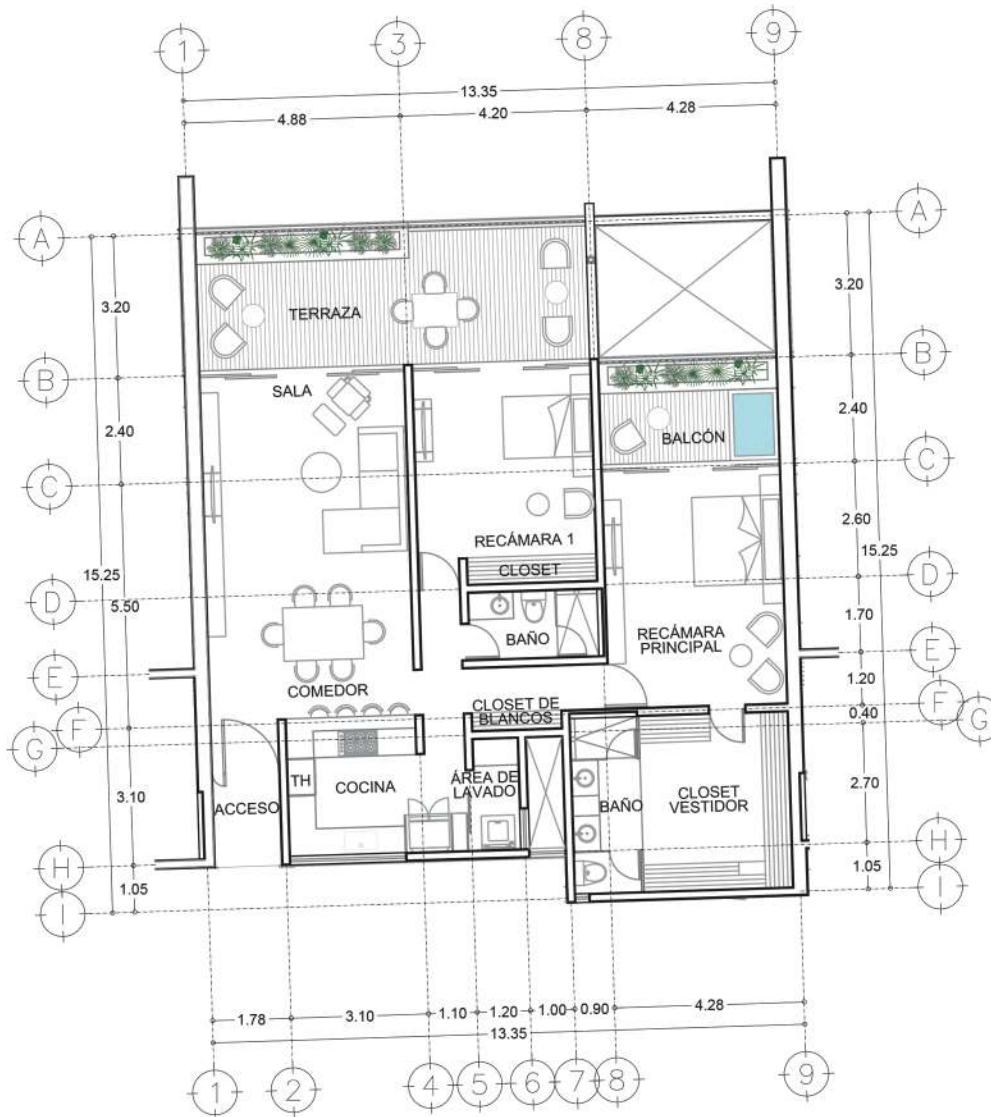 1
3
8
9
13.35
4.88
4.20
4.28
A
A
3.20
3.20
TERRAZA
B
B
SALA
2.40
2.40
BALCÓN
C
C
2.60
RECÁMARA 1
15.25
15.25
CLOSET
5.50
D
D
1.70
BAÑO
RECÁMARA
PRINCIPAL
E
E
COMEDOR
1.20
CLOSET DE
BLANCOS
F
F
0.40
G
G
TH
COCINA
ÁREA DE
LAVADO
BAÑO
CLOSET
VESTIDOR
2.70
3.10
ACCESO
H
H
1.05
1.05
I
I
1.78
3.10
1.10
1.20
1.00
0.90
4.28
13.35
1
2
4
5
6
7
8
9